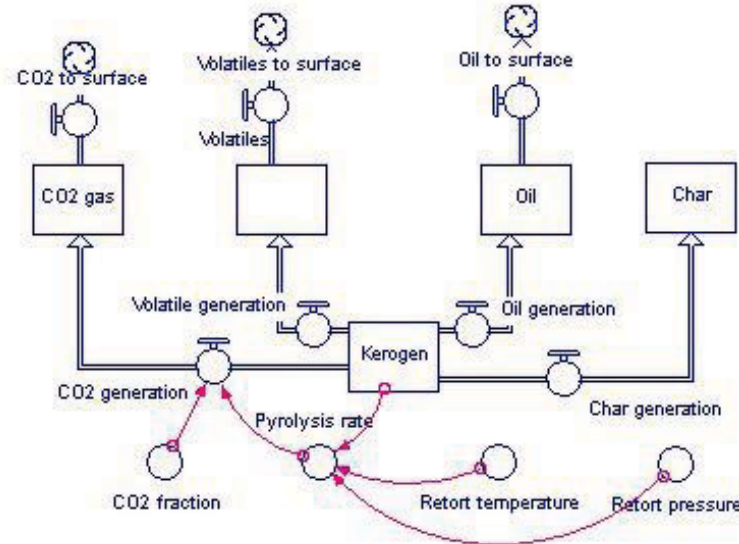 CO2 to surface
Volatiles to surface
Oil to surface
Volatiles
CO2 gas
Oil
Char
Volatile generation
Oil generation
Kerogen
CO2 generation
Pyrolysis rate
Char generation
CO2 fraction
Retort temperature
Retort pressure